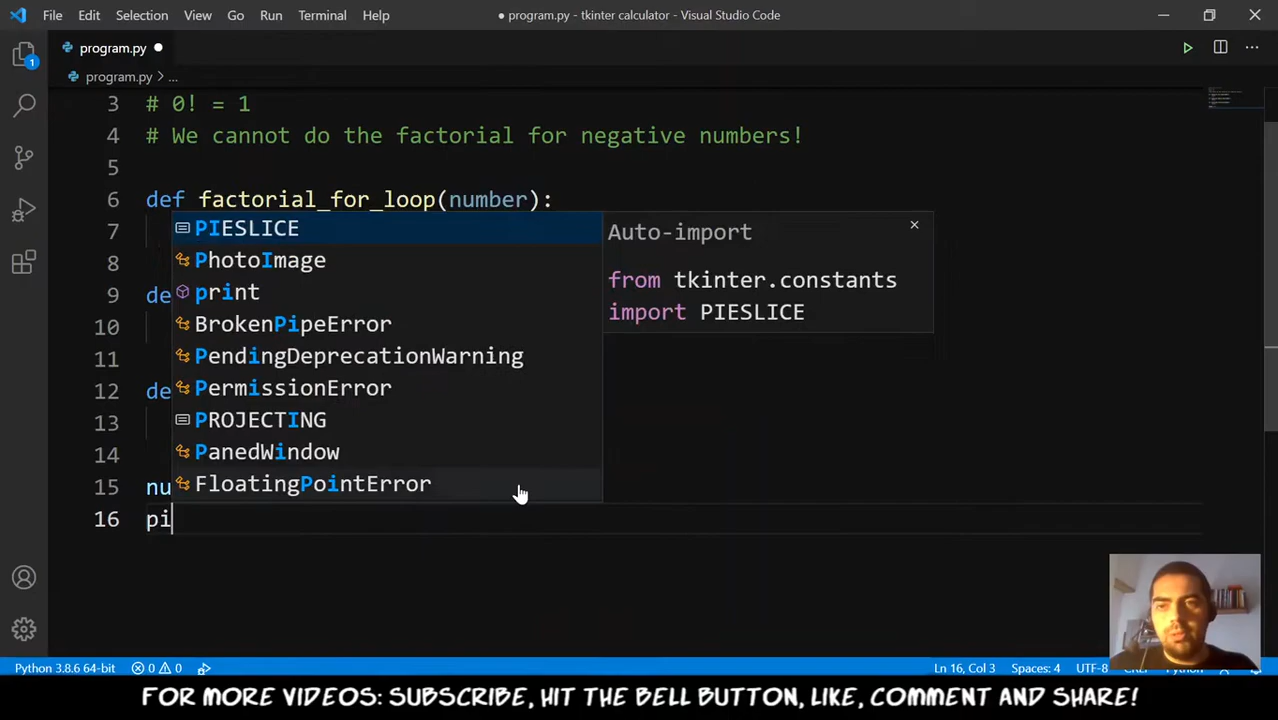 File Edit Selection View Go Run Terminal Help
● program.py - tkinter calculator - Visual Studio Code
program.py ●
1
program.py > ...
3 # 0! = 1
4 # We cannot do the factorial for negative numbers!
5
6 def factorial_for_loop(number):
7
8
9 de
10
11
12 de
13
14
15 nu
16 pi
PIESLICE
PhotoImage
print
BrokenPipeError
PendingDeprecationWarning
PermissionError
PROJECTING
PanedWindow
FloatingPointError
Auto-import
from tkinter.constants
import PIESLICE
Python 3.8.6 64-bit 0 0 Ln 16, Col 3 Spaces: 4 UTF-8
FOR MORE VIDEOS: SUBSCRIBE, HIT THE BELL BUTTON, LIKE, COMMENT AND SHARE!